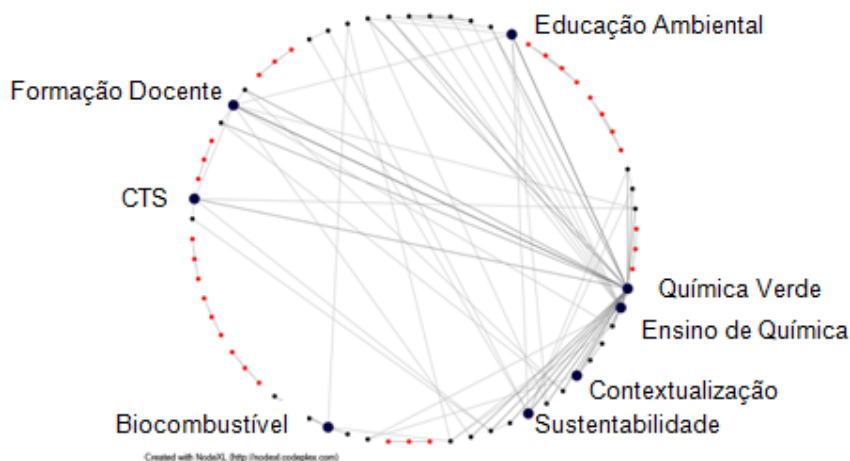 Educação Ambiental
Formação Docente
CTS
Química Verde
Ensino de Química
Contextualização
Biocombustível
Sustentabilidade
Created with NodeXL (http://nodexl.codeplex.com)